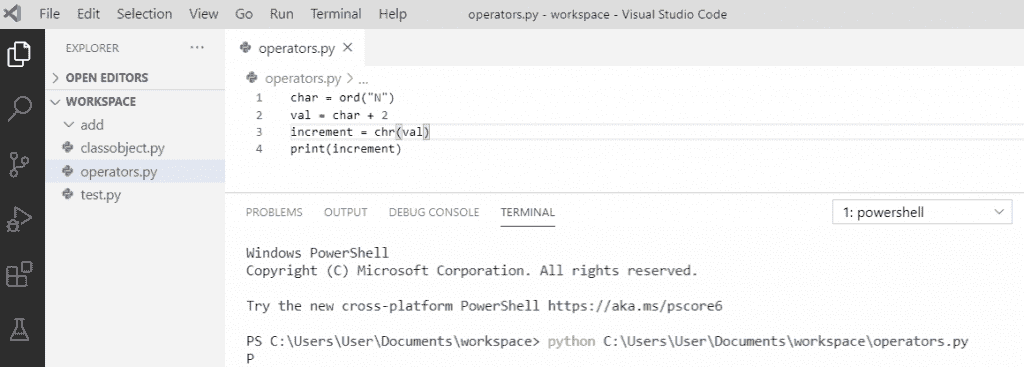 File Edit Selection View Go Run Terminal Help operators.py - workspace - Visual Studio Code
EXPLORER ...
OPEN EDITORS
WORKSPACE
add
classobject.py
operators.py
test.py
operators.py
operators.py > ...
1 char = ord("N")
2 val = char + 2
3 increment = chr(val)
4 print(increment)
PROBLEMS OUTPUT DEBUG CONSOLE TERMINAL 1: powershell
Windows PowerShell
Copyright (C) Microsoft Corporation. All rights reserved.
Try the new cross-platform PowerShell https://aka.ms/pscore6
PS C:\Users\User\Documents\workspace> python C:\Users\User\Documents\workspace\operators.py
P